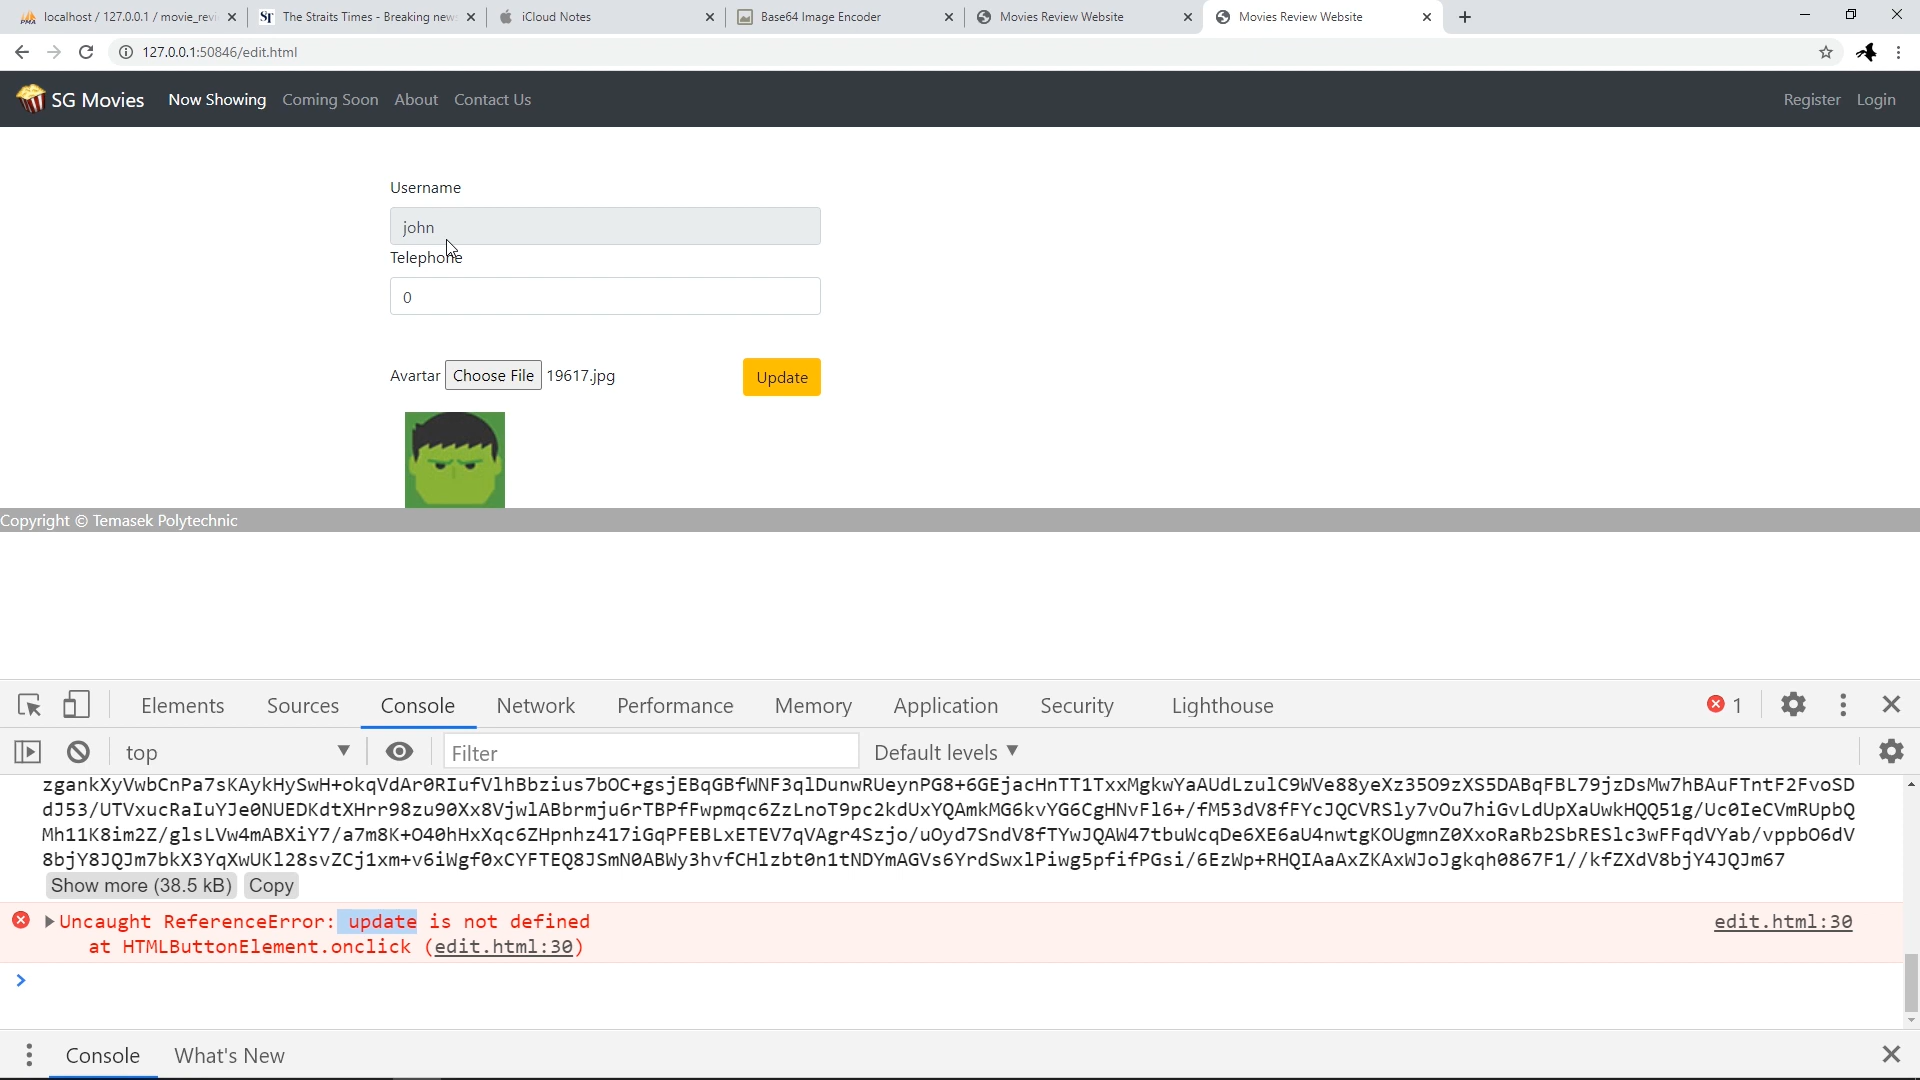 localhost / 127.0.0.1 / movie_revi
The Straits Times - Breaking news
iCloud Notes
Base64 Image Encoder
Movies Review Website
Movies Review Website
127.0.0.1:50846/edit.html
SG Movies Now Showing Coming Soon About Contact Us Register Login
Username
john
Telephone
0
Avartar Choose File 19617.jpg Update
Copyright © Temasek Polytechnic
Elements Sources Console Network Performance Memory Application Security Lighthouse 1
top Filter Default levels
Show more (38.5 kB) Copy
Uncaught ReferenceError: update is not defined edit.html:30
at HTMLButtonElement.onclick (edit.html:30)
Console What's New